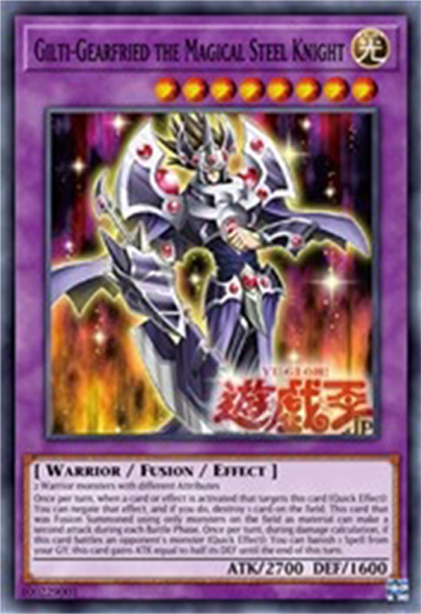 GILTI-GEARFRIED THE MAGICAL STEEL KNIGHT
光
YU-GI-OH!
遊戯王
.JP
[ WARRIOR / FUSION / EFFECT ]
2 Warrior monsters with different Attributes
Once per turn, when a card or effect is activated that targets this card (Quick Effect):
You can negate that effect, and if you do, destroy 1 card on the field. This card that
was Fusion Summoned using only monsters on the field as material can make a
second attack during each Battle Phase. Once per turn, during damage calculation, if
this card battles an opponent's monster (Quick Effect): You can banish 1 Spell from
your GY; this card gains ATK equal to half its DEF until the end of this turn.
ATK/2700 DEF/1600